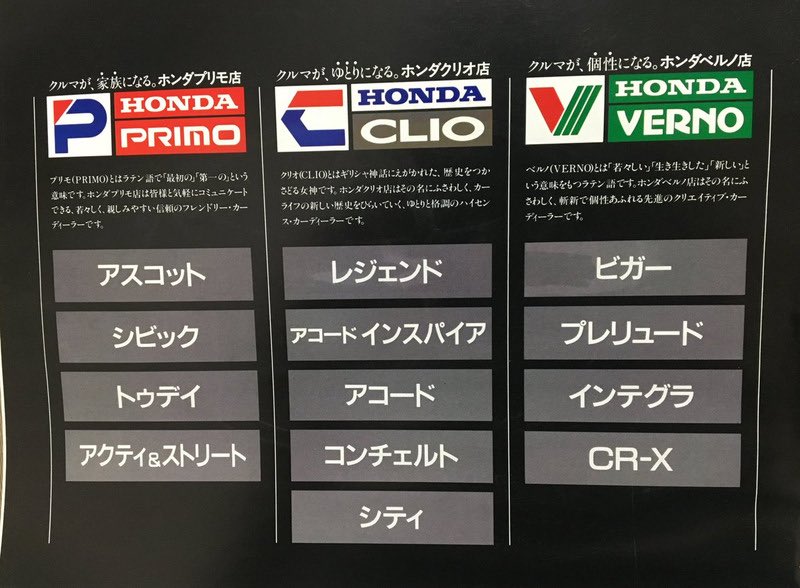 クルマが、家族になる。ホンダプリモ店
HONDA
PRIMO
プリモ(PRIMO)とはラテン語で「最初の」「第一の」という
意味です。ホンダプリモ店は皆様と気軽にコミュニケート
できる、若々しく、親しみやすい信頼のフレンドリー・カー
ディーラーです。
アスコット
シビック
トゥデイ
アクティ&ストリート
クルマが、ゆとりになる。ホンダクリオ店
HONDA
CLIO
クリオ(CLIO)とはギリシャ神話にえがかれた、歴史をつか
さどる女神です。ホンダクリオ店はその名にふさわしく、カー
ライフの新しい歴史をひらいていく、ゆとりと格調のハイセン
ス・カーディーラーです。
レジェンド
アコード インスパイア
アコード
コンチェルト
シティ
クルマが、個性になる。ホンダベルノ店
HONDA
VERNO
ベルノ(VERNO)とは「若々しい」「生き生きした」「新しい」と
いう意味をもつラテン語です。ホンダベルノ店はその名にふ
さわしく、斬新で個性あふれる先進のクリエイティブ・カー
ディーラーです。
ビガー
プレリュード
インテグラ
CR-X